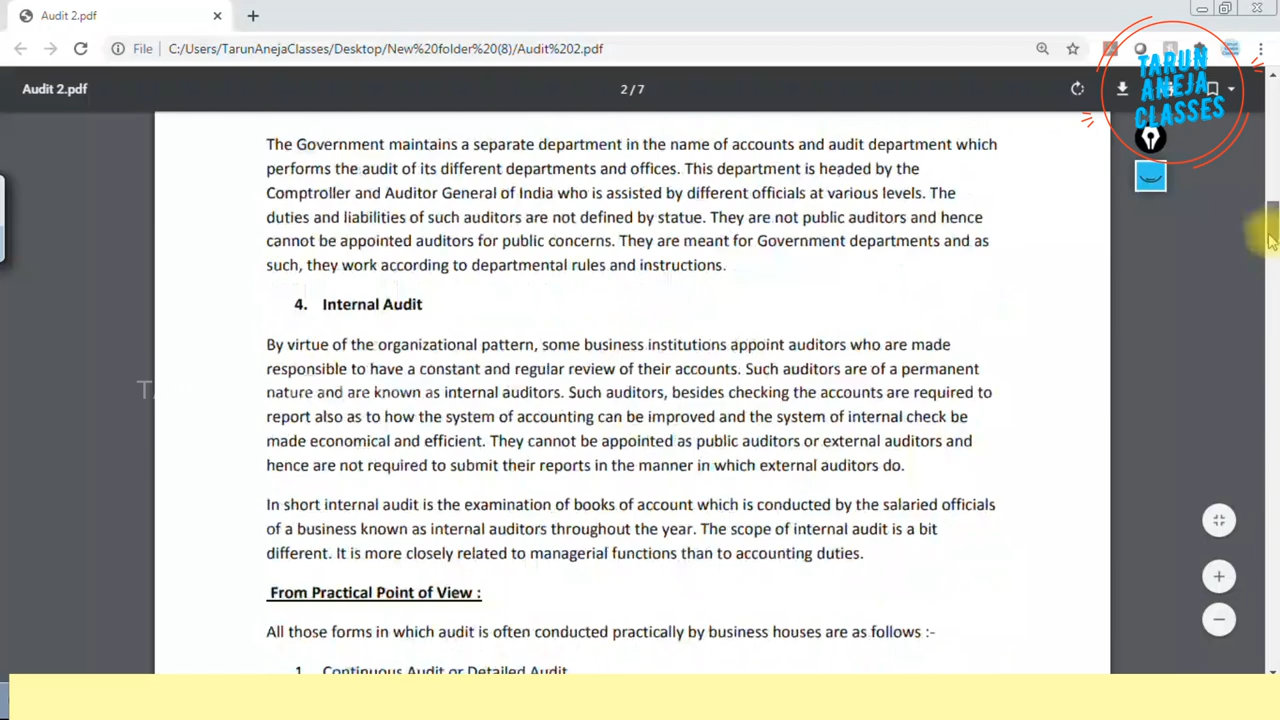 Audit 2.pdf
File
C:/Users/TarunAnejaClasses/Desktop/New%20folder%20(8)/Audit%202.pdf
Audit 2.pdf
2 / 7
TARUN
ANEJA
CLASSES
The Government maintains a separate department in the name of accounts and audit department which
performs the audit of its different departments and offices. This department is headed by the
Comptroller and Auditor General of India who is assisted by different officials at various levels. The
duties and liabilities of such auditors are not defined by statue. They are not public auditors and hence
cannot be appointed auditors for public concerns. They are meant for Government departments and as
such, they work according to departmental rules and instructions.
4. Internal Audit
By virtue of the organizational pattern, some business institutions appoint auditors who are made
responsible to have a constant and regular review of their accounts. Such auditors are of a permanent
nature and are known as internal auditors. Such auditors, besides checking the accounts are required to
report also as to how the system of accounting can be improved and the system of internal check be
made economical and efficient. They cannot be appointed as public auditors or external auditors and
hence are not required to submit their reports in the manner in which external auditors do.
In short internal audit is the examination of books of account which is conducted by the salaried officials
of a business known as internal auditors throughout the year. The scope of internal audit is a bit
different. It is more closely related to managerial functions than to accounting duties.
From Practical Point of View :
All those forms in which audit is often conducted practically by business houses are as follows :-
1. Continuous Audit or Detailed Audit